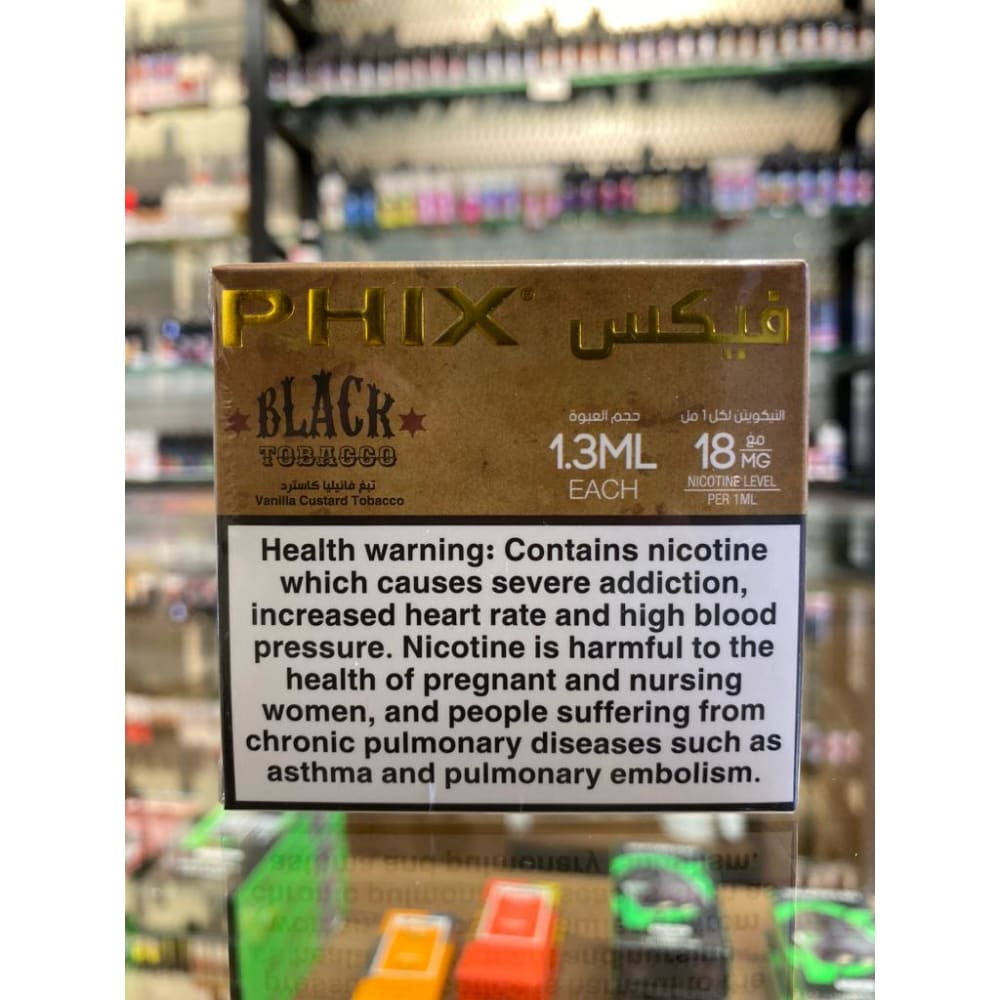 PHIX® فيكس
BLACK
TOBACCO
تبغ فانيليا كاسترد
Vanilla Custard Tobacco
حجم العبوة
1.3ML
EACH
النيكوتين لكل 1 مل
18 مغ MG
NICOTINE LEVEL
PER 1ML
Health warning: Contains nicotine
which causes severe addiction,
increased heart rate and high blood
pressure. Nicotine is harmful to the
health of pregnant and nursing
women, and people suffering from
chronic pulmonary diseases such as
asthma and pulmonary embolism.